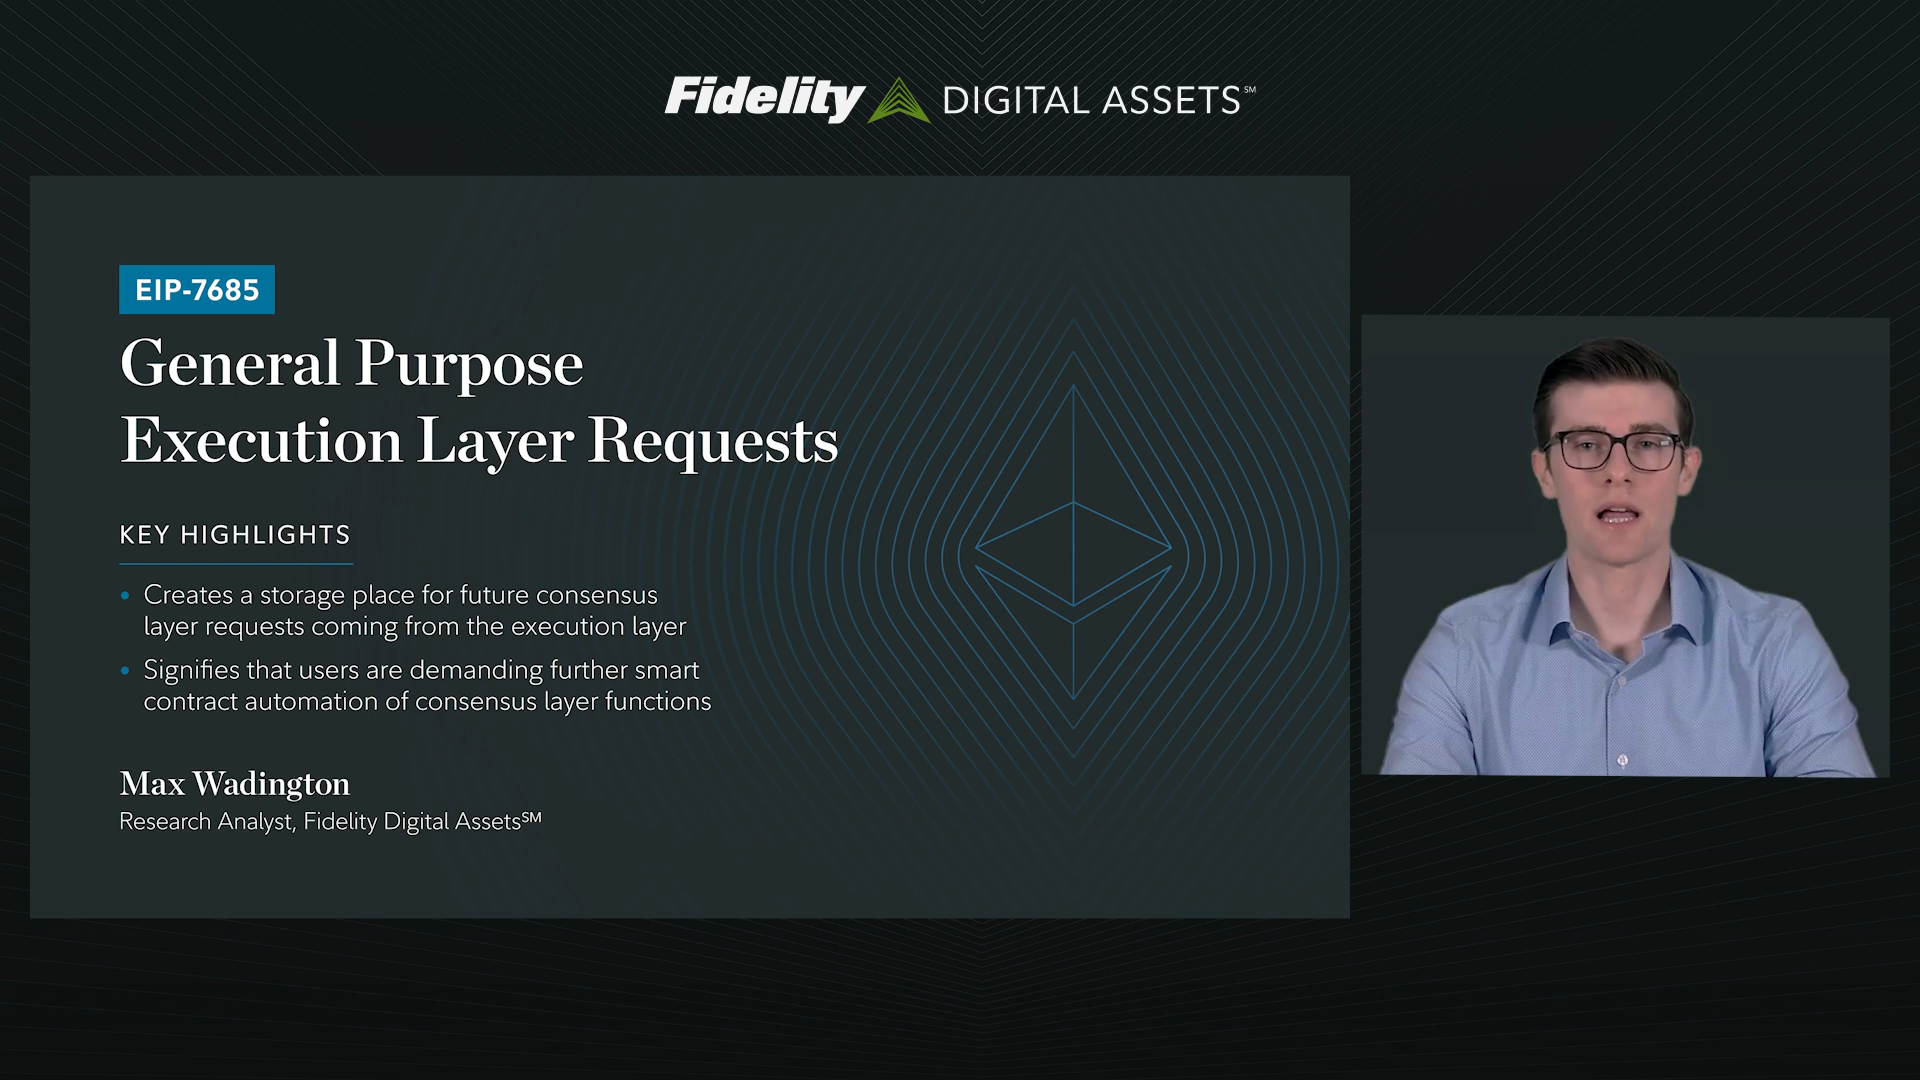 Fidelity DIGITAL ASSETS℠
EIP-7685
General Purpose
Execution Layer Requests
KEY HIGHLIGHTS
• Creates a storage place for future consensus
layer requests coming from the execution layer
• Signifies that users are demanding further smart
contract automation of consensus layer functions
Max Wadington
Research Analyst, Fidelity Digital Assets℠